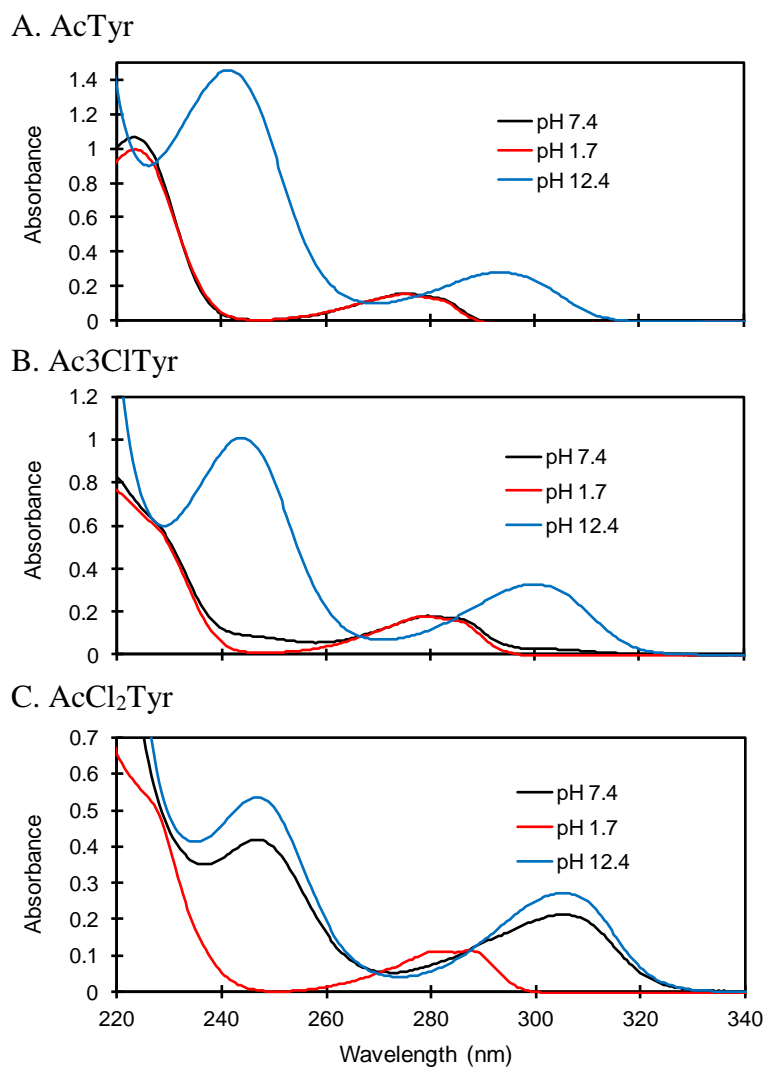 A. AcTyr
1.4
1.2
1
0.8
0.6
0.4
0.2
0
Absorbance
pH 7.4
pH 1.7
pH 12.4
B. Ac3ClTyr
1.2
1
0.8
0.6
0.4
0.2
0
Absorbance
pH 7.4
pH 1.7
pH 12.4
C. AcCl₂Tyr
0.7
0.6
0.5
0.4
0.3
0.2
0.1
0
Absorbance
pH 7.4
pH 1.7
pH 12.4
220 240 260 280 300 320 340
Wavelength (nm)